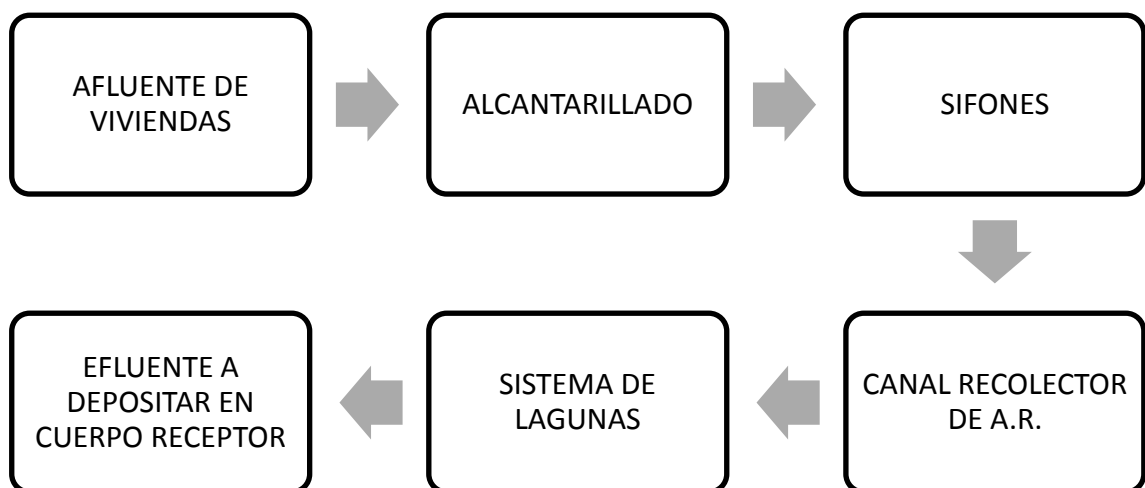 AFLUENTE DE
VIVIENDAS
ALCANTARILLADO
SIFONES
CANAL RECOLECTOR
DE A.R.
SISTEMA DE
LAGUNAS
EFLUENTE A
DEPOSITAR EN
CUERPO RECEPTOR